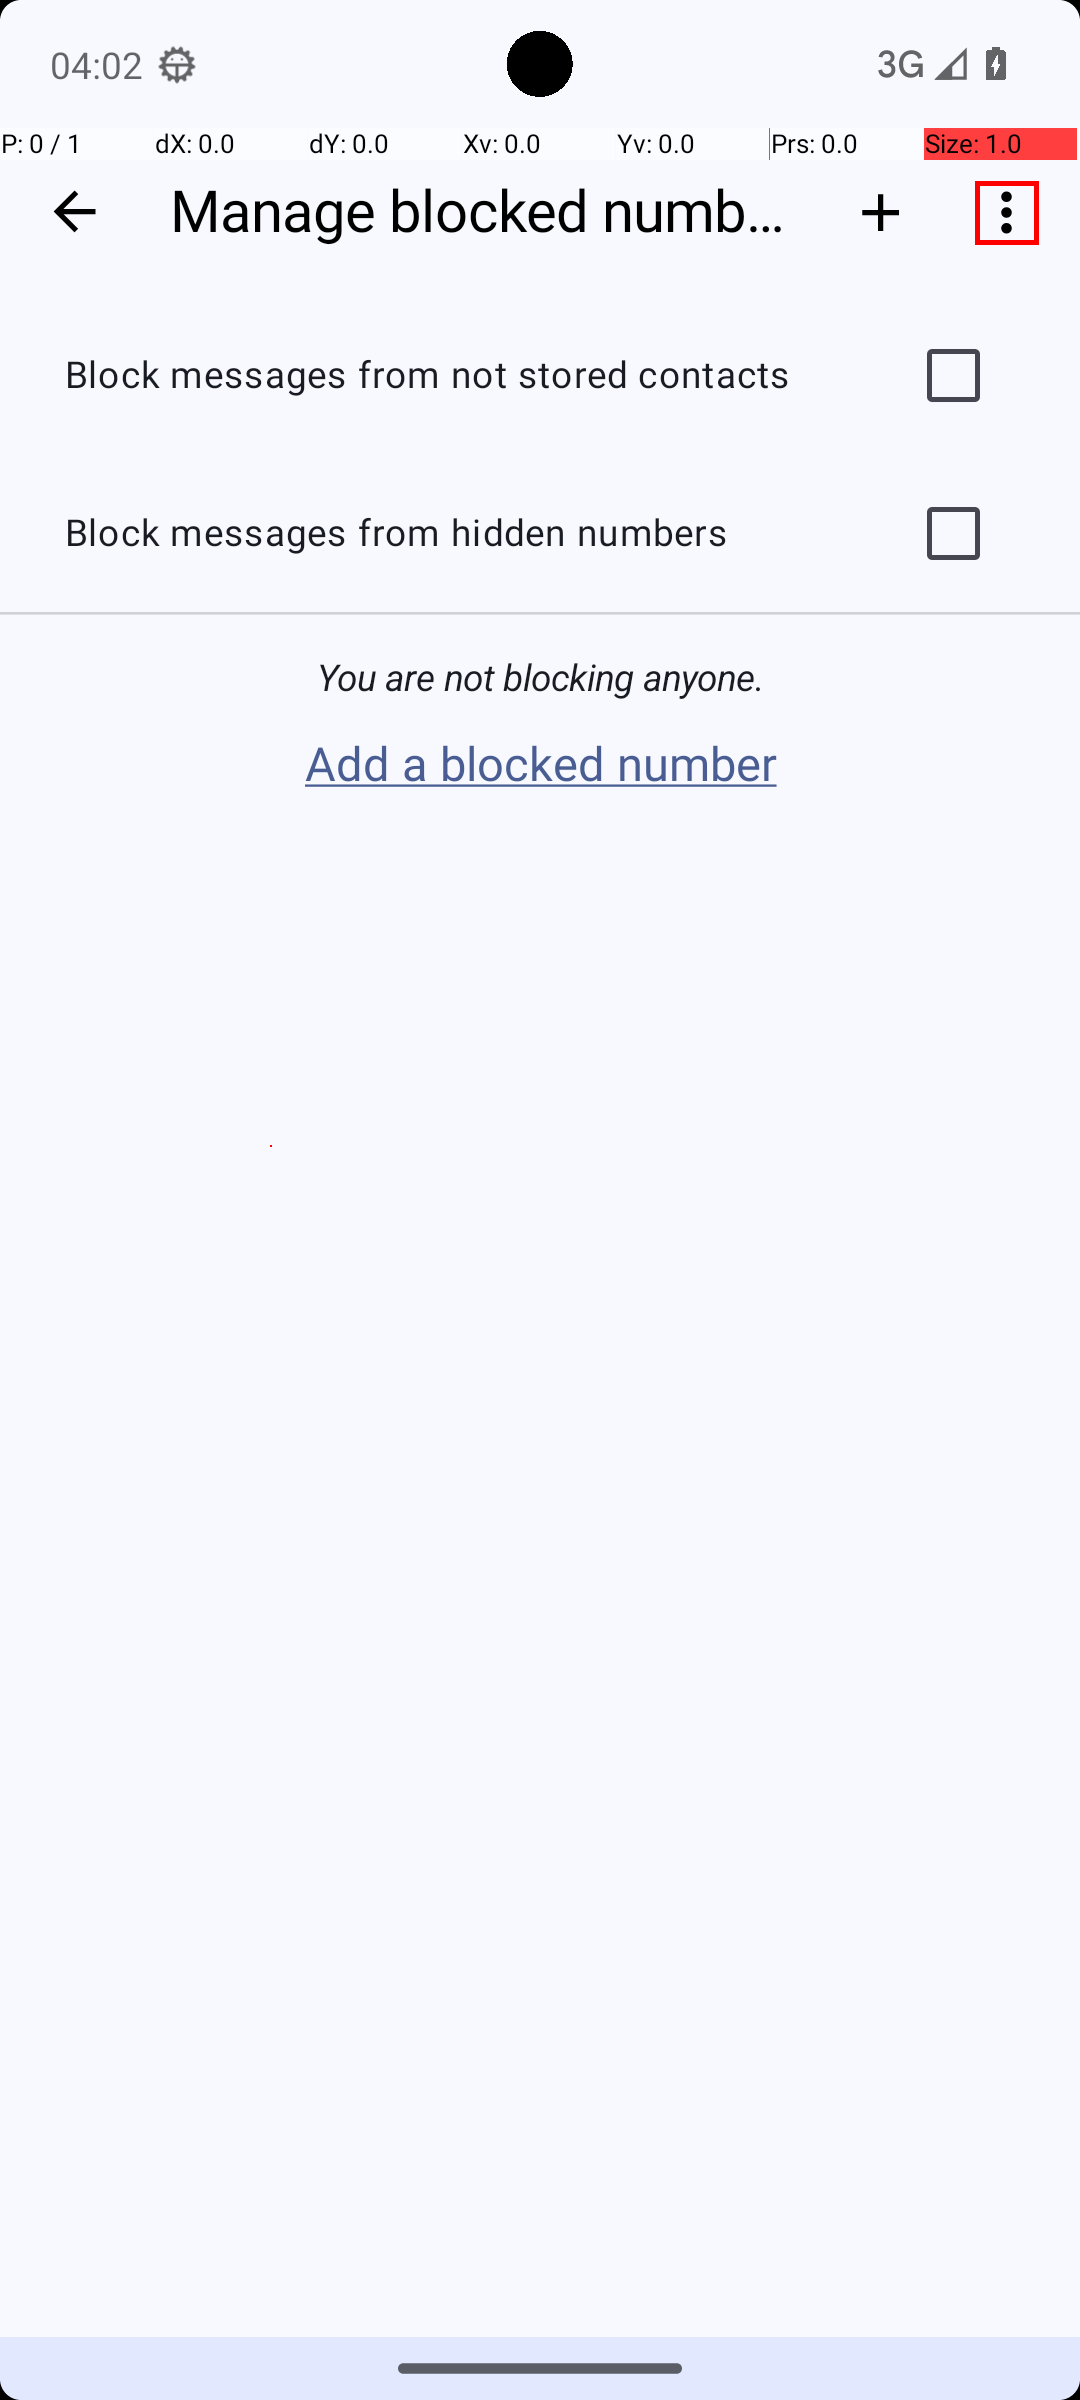 04:02
3G
P: 0 / 1 dX: 0.0 dY: 0.0 Xv: 0.0 Yv: 0.0 Prs: 0.0 Size: 1.0
Manage blocked numb...
Block messages from not stored contacts
Block messages from hidden numbers
You are not blocking anyone.
Add a blocked number